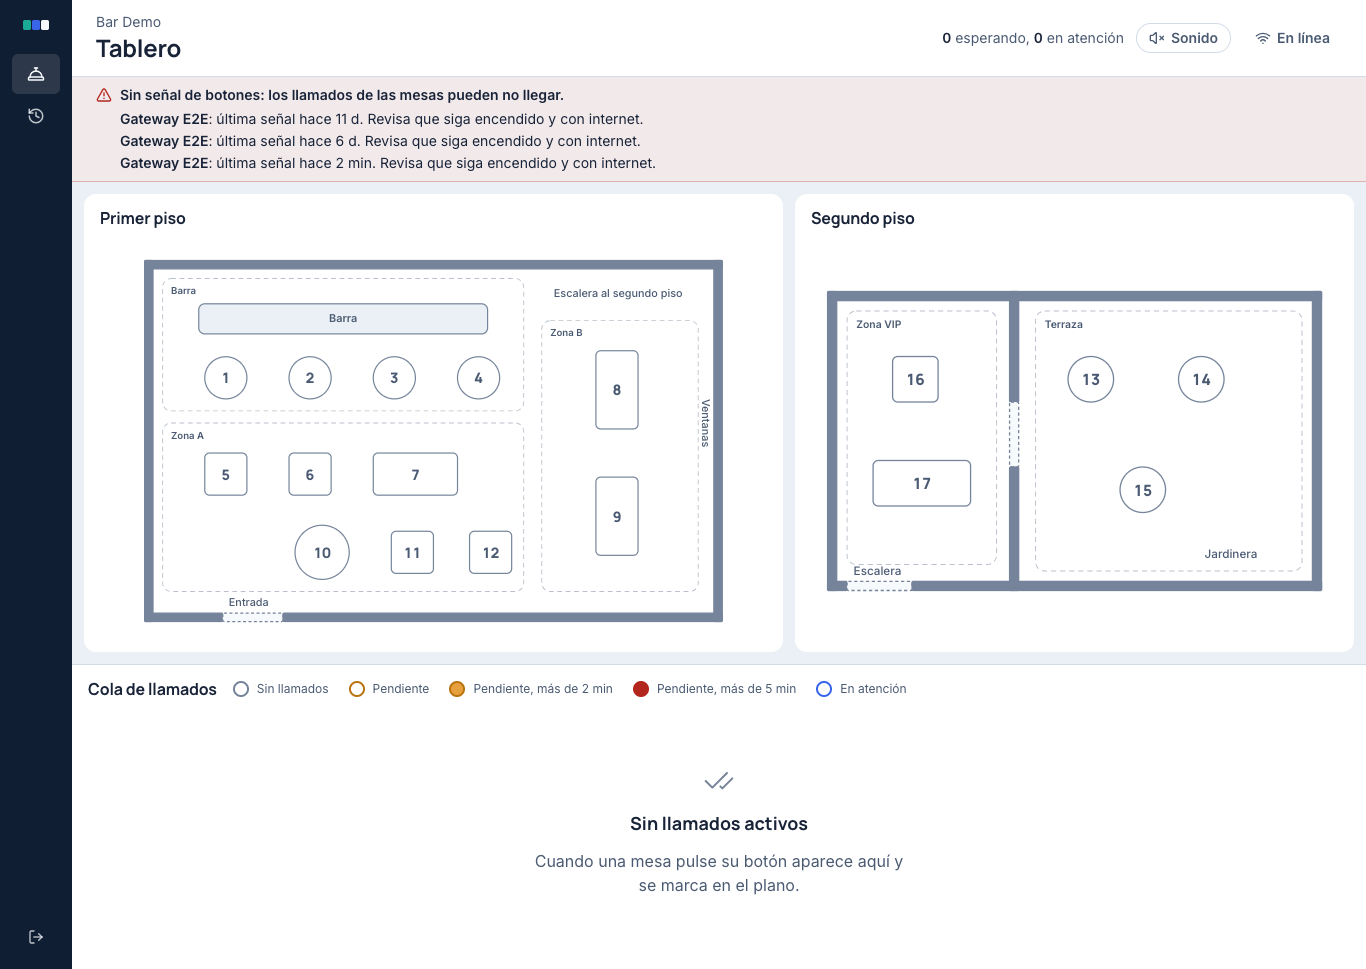 Bar Demo
Tablero
0 esperando, 0 en atención
Sonido
En línea
Sin señal de botones: los llamados de las mesas pueden no llegar.
Gateway E2E: última señal hace 11 d. Revisa que siga encendido y con internet.
Gateway E2E: última señal hace 6 d. Revisa que siga encendido y con internet.
Gateway E2E: última señal hace 2 min. Revisa que siga encendido y con internet.
Primer piso
Barra
Barra
1
2
3
4
Escalera al segundo piso
Zona B
8
9
Ventanas
Zona A
5
6
7
10
11
12
Entrada
Segundo piso
Zona VIP
16
17
Escalera
Terraza
13
14
15
Jardinera
Cola de llamados
Sin llamados
Pendiente
Pendiente, más de 2 min
Pendiente, más de 5 min
En atención
Sin llamados activos
Cuando una mesa pulse su botón aparece aquí y
se marca en el plano.